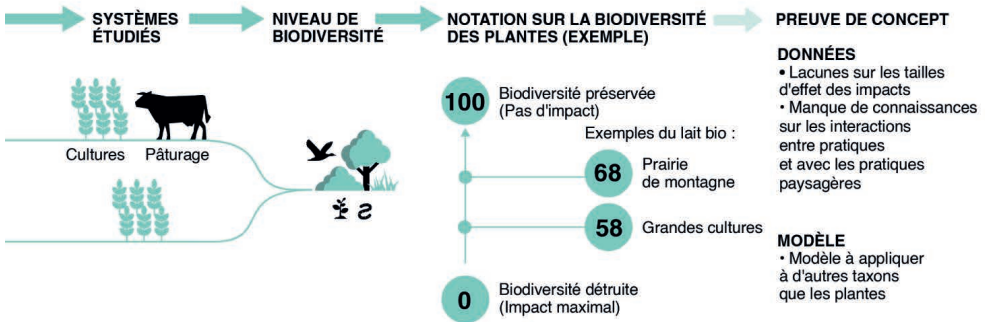 SYSTÈMES
ÉTUDIÉS
NIVEAU DE
BIODIVERSITÉ
NOTATION SUR LA BIODIVERSITÉ
DES PLANTES (EXEMPLE)
PREUVE DE CONCEPT
Cultures
Pâturage
100
Biodiversité préservée
(Pas d'impact)
Exemples du lait bio :
68
Prairie
de montagne
58
Grandes cultures
0
Biodiversité détruite
(Impact maximal)
DONNÉES
• Lacunes sur les tailles
d'effet des impacts
• Manque de connaissances
sur les interactions
entre pratiques
et avec les pratiques
paysagères
MODÈLE
• Modèle à appliquer
à d'autres taxons
que les plantes